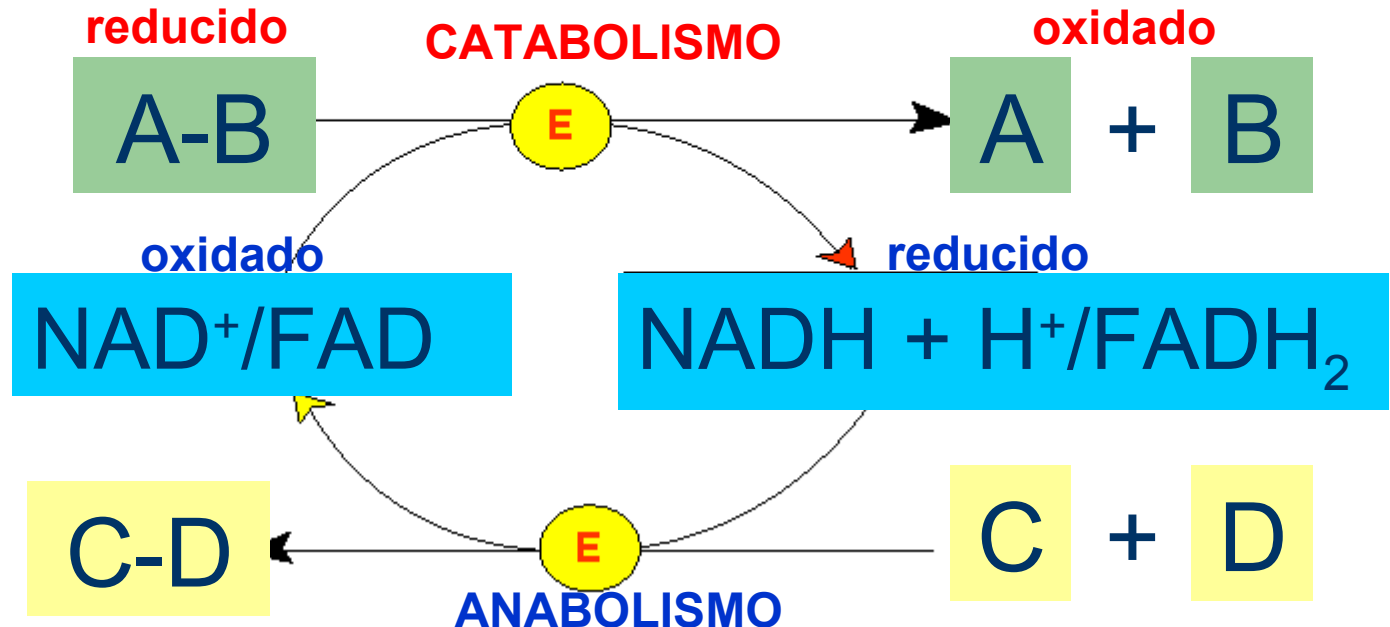 reducido CATABOLISMO oxidado
A-B E A + B
oxidado reducido
NAD⁺/FAD NADH + H⁺/FADH₂
C-D E C + D
ANABOLISMO